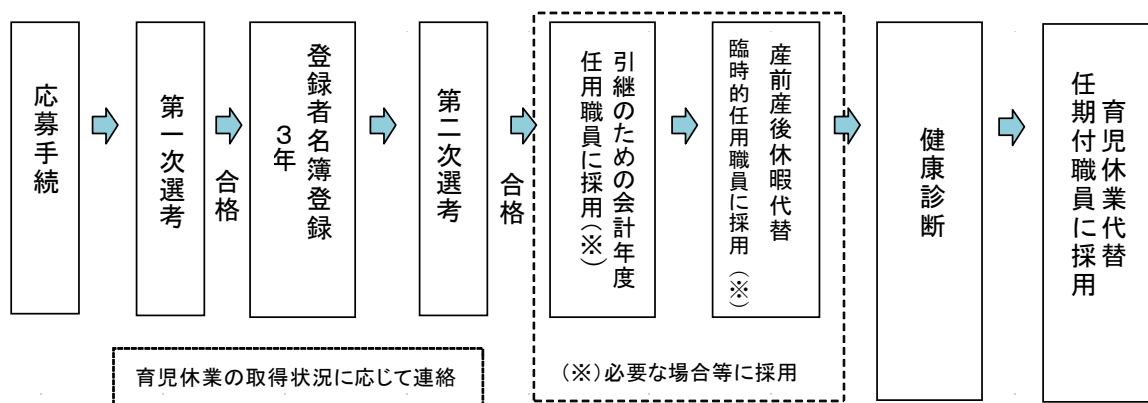 応募手続
第一次選考
合格
登録者名簿登録
3年
第二次選考
合格
引継のための会計年度
任用職員に採用(※)
産前産後休暇代替
臨時的任用職員に採用(※)
健康診断
育児休業代替
任期付職員に採用
育児休業の取得状況に応じて連絡
(※)必要な場合等に採用